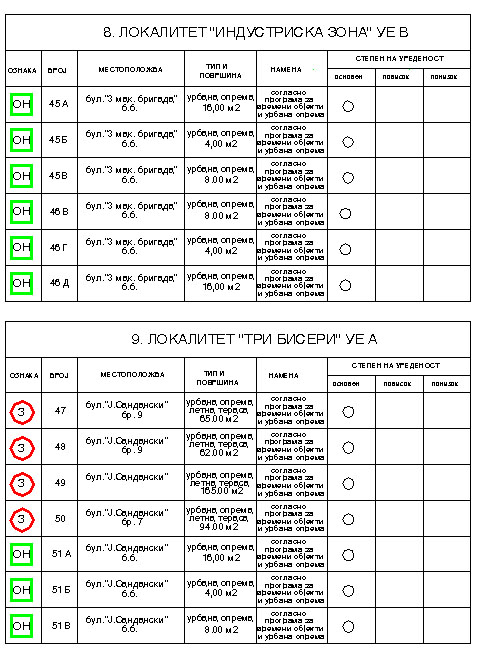 8. ЛОКАЛИТЕТ "ИНДУСТРИСКА ЗОНА" УЕ В
ОЗНАКА БРОЈ МЕСТОПОЛОЖБА ТИП И ПОВРШИНА НАМЕНА СТЕПЕН НА УРЕДЕНОСТ
основен повисок понизок
ОН 45 А бул."3 мак. бригада" б.б. урбана опрема, 16,00 м2 согласно програма за времени објекти и урбана опрема
ОН 45 Б бул."3 мак. бригада" б.б. урбана опрема, 4,00 м2 согласно програма за времени објекти и урбана опрема
ОН 45 В бул."3 мак. бригада" б.б. урбана опрема, 8.00 м2 согласно програма за времени објекти и урбана опрема
ОН 46 В бул."3 мак. бригада" б.б. урбана опрема, 8.00 м2 согласно програма за времени објекти и урбана опрема
ОН 46 Г бул."3 мак. бригада" б.б. урбана опрема, 4,00 м2 согласно програма за времени објекти и урбана опрема
ОН 46 Д бул."3 мак. бригада" б.б. урбана опрема, 16,00 м2 согласно програма за времени објекти и урбана опрема
9. ЛОКАЛИТЕТ "ТРИ БИСЕРИ" УЕ А
ОЗНАКА БРОЈ МЕСТОПОЛОЖБА ТИП И ПОВРШИНА НАМЕНА СТЕПЕН НА УРЕДЕНОСТ
основен повисок понизок
3 47 бул."Ј.Сандански" бр. 9 урбана опрема, летна тераса, 65.00 м2 согласно програма за времени објекти и урбана опрема
3 48 бул."Ј.Сандански" бр. 9 урбана опрема, летна тераса, 62.00 м2 согласно програма за времени објекти и урбана опрема
3 49 бул."Ј.Сандански" б.б. урбана опрема, летна тераса, 165.00 м2 согласно програма за времени објекти и урбана опрема
3 50 бул."Ј.Сандански" бр. 7 урбана опрема, летна тераса, 94.00 м2 согласно програма за времени објекти и урбана опрема
ОН 51 А бул."Ј.Сандански" б.б. урбана опрема, 4,00 м2 согласно програма за времени објекти и урбана опрема
ОН 51 Б бул."Ј.Сандански" б.б. урбана опрема, 4,00 м2 согласно програма за времени објекти и урбана опрема
ОН 51 В бул."Ј.Сандански" б.б. урбана опрема, 8.00 м2 согласно програма за времени објекти и урбана опрема